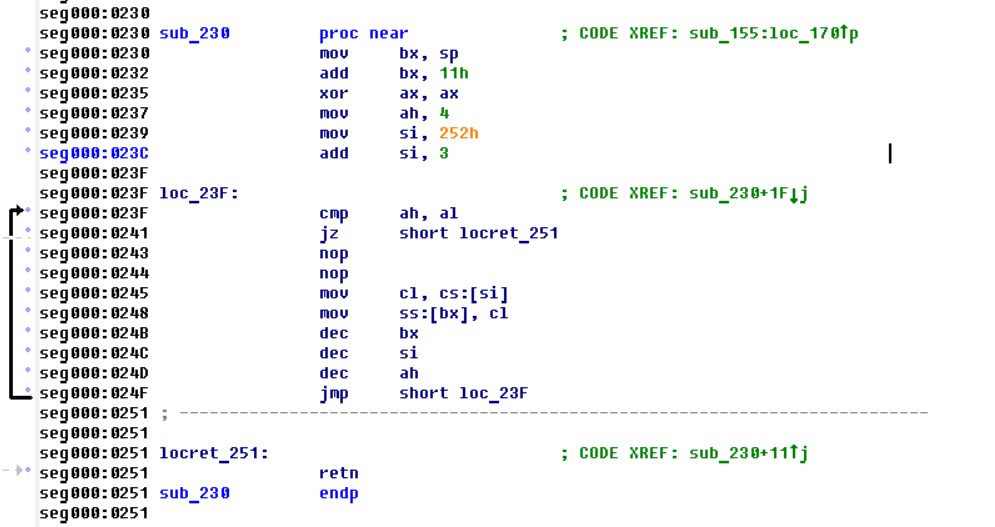 seg000:0230
seg000:0230 sub_230 proc near ; CODE XREF: sub_155:loc_170↑p
seg000:0230 mov bx, sp
seg000:0232 add bx, 11h
seg000:0235 xor ax, ax
seg000:0237 mov ah, 4
seg000:0239 mov si, 252h
seg000:023C add si, 3
seg000:023F
seg000:023F loc_23F: ; CODE XREF: sub_230+1F↓j
seg000:023F cmp ah, al
seg000:0241 jz short locret_251
seg000:0243 nop
seg000:0244 nop
seg000:0245 mov cl, cs:[si]
seg000:0248 mov ss:[bx], cl
seg000:024B dec bx
seg000:024C dec si
seg000:024D dec ah
seg000:024F jmp short loc_23F
seg000:0251 ; ---------------------------------------------------------------------------
seg000:0251
seg000:0251 locret_251: ; CODE XREF: sub_230+11↑j
seg000:0251 retn
seg000:0251 sub_230 endp
seg000:0251